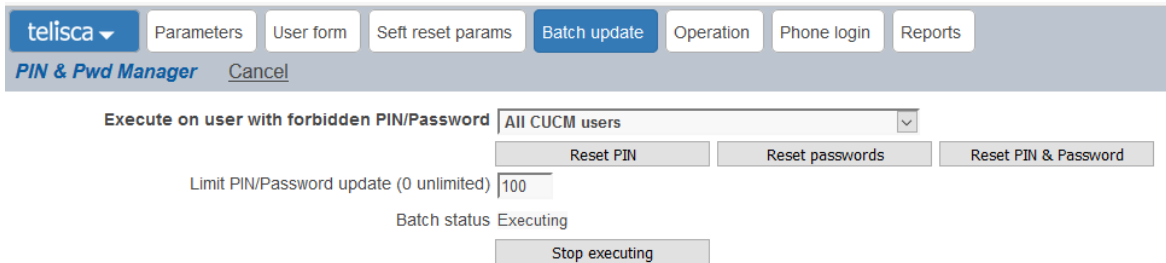 telisca Parameters User form Seft reset params Batch update Operation Phone login Reports
PIN & Pwd Manager Cancel
Execute on user with forbidden PIN/Password All CUCM users
Reset PIN Reset passwords Reset PIN & Password
Limit PIN/Password update (0 unlimited) 100
Batch status Executing
Stop executing